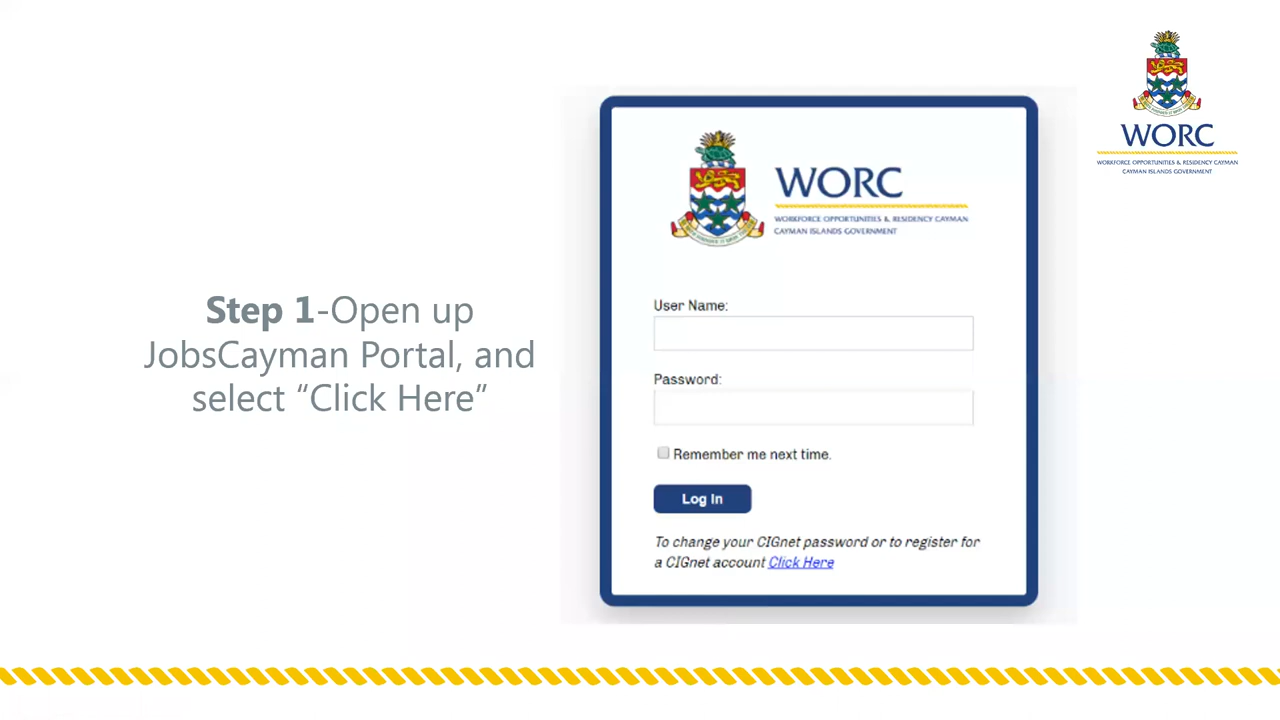 Step 1-Open up
JobsCayman Portal, and
select “Click Here”
WORC
WORKFORCE OPPORTUNITIES & RESIDENCY CAYMAN
CAYMAN ISLANDS GOVERNMENT
User Name:
Password:
Remember me next time.
Log In
To change your CIGnet password or to register for
a CIGnet account Click Here
WORC
WORKFORCE OPPORTUNITIES & RESIDENCY CAYMAN
CAYMAN ISLANDS GOVERNMENT